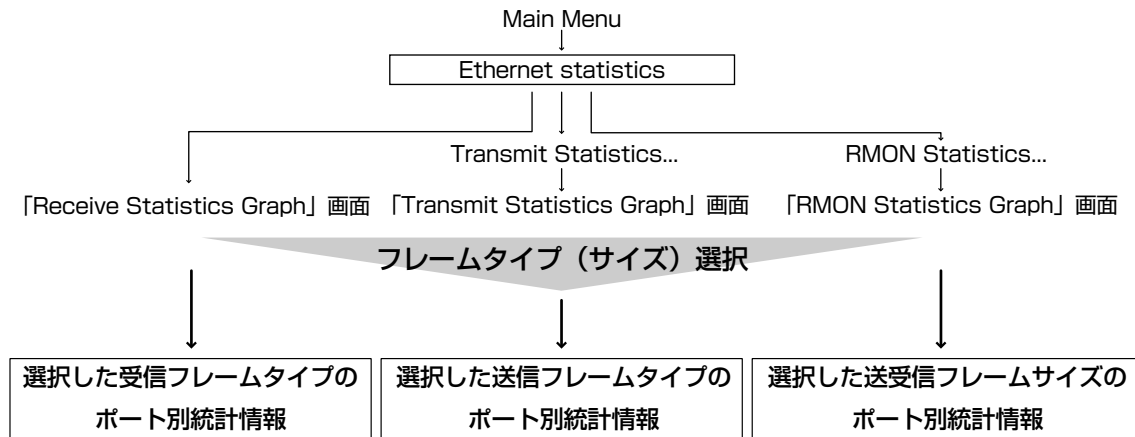 Main Menu
Ethernet statistics
Transmit Statistics...
RMON Statistics...
「Receive Statistics Graph」画面
「Transmit Statistics Graph」画面
「RMON Statistics Graph」画面
フレームタイプ（サイズ）選択
選択した受信フレームタイプの
ポート別統計情報
選択した送信フレームタイプの
ポート別統計情報
選択した送受信フレームサイズの
ポート別統計情報